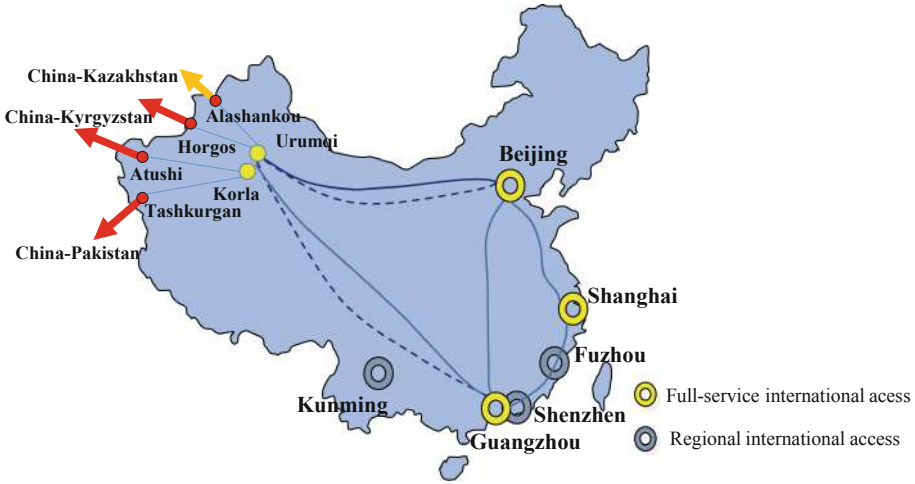 China-Kazakhstan
China-Kyrgyzstan
Alashankou
Horgos
Urumqi
Atushi
Korla
Tashkurgan
China-Pakistan
Beijing
Shanghai
Fuzhou
Kunming
Shenzhen
Guangzhou
Full-service international acess
Regional international access